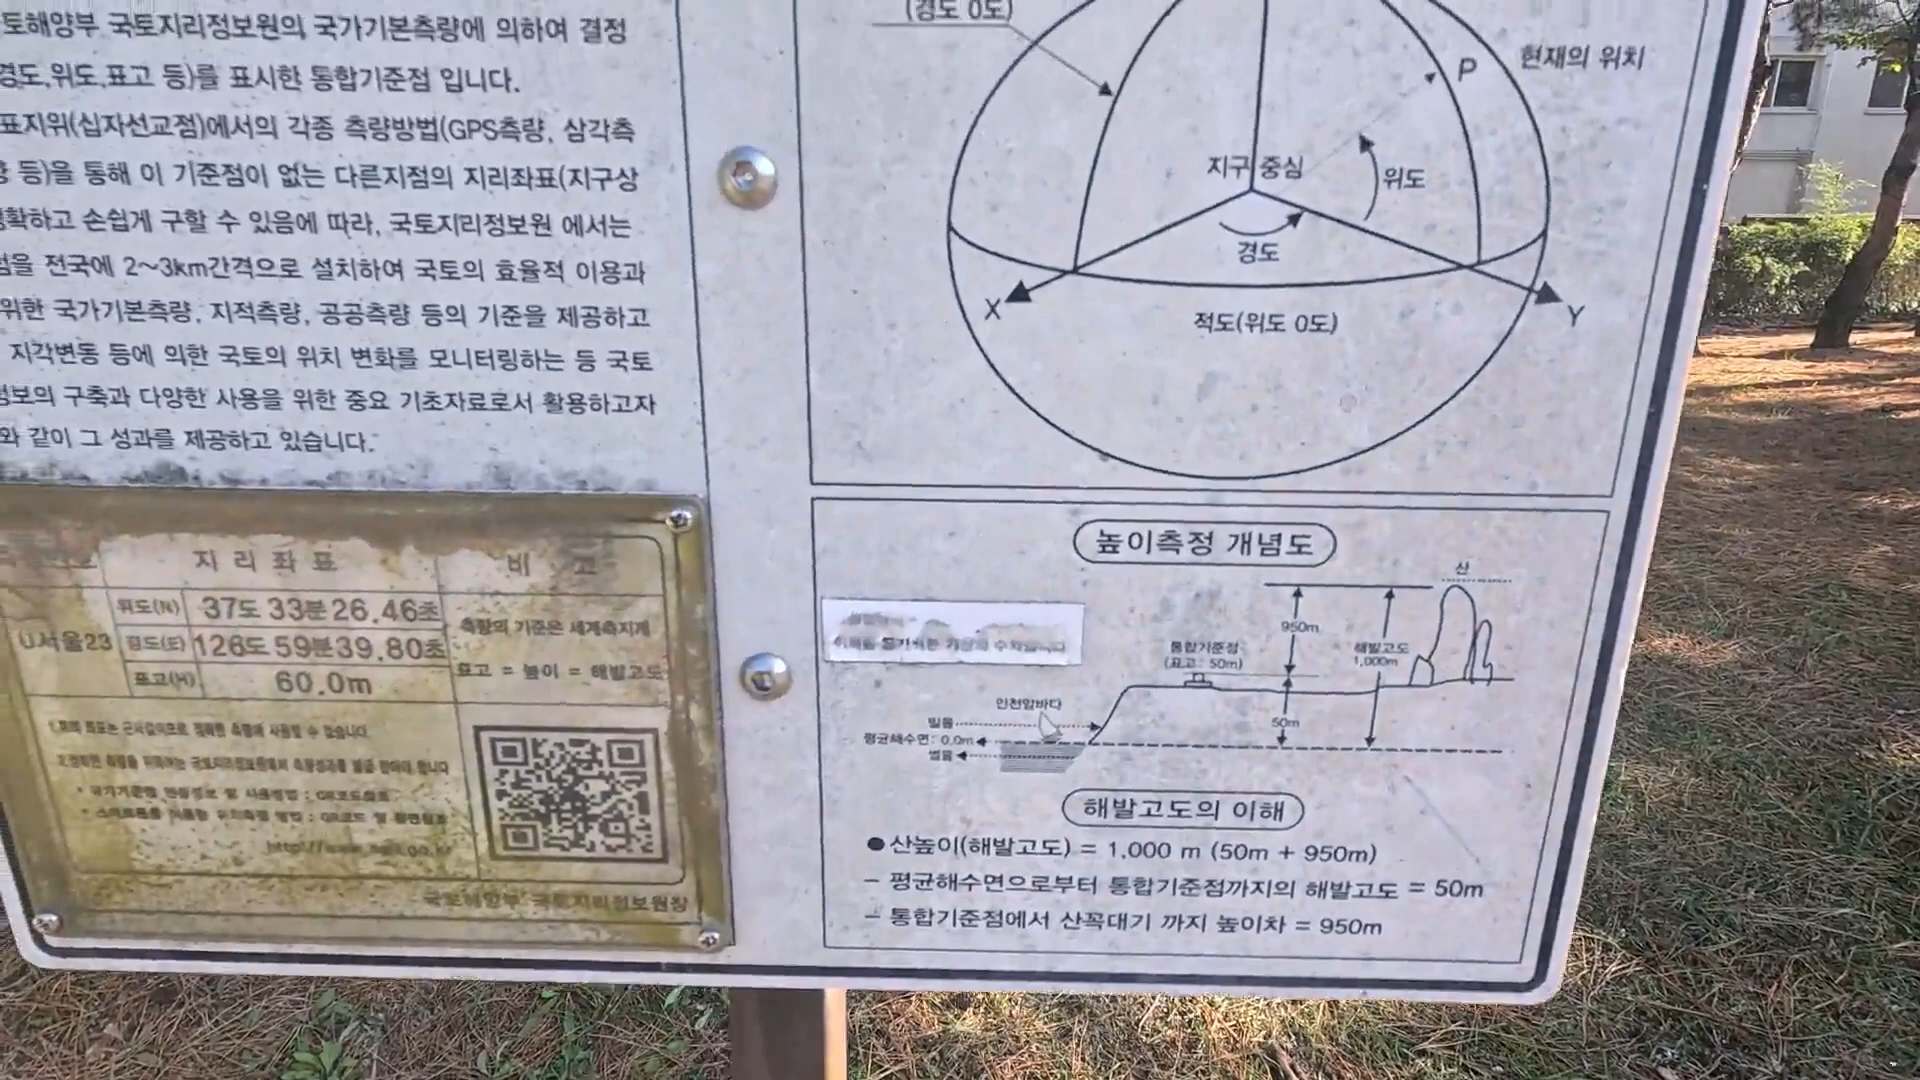 토해양부 국토지리정보원의 국가기본측량에 의하여 결정
경도,위도,표고 등)를 표시한 통합기준점 입니다.
표지위(십자선교점)에서의 각종 측량방법(GPS측량, 삼각측
등)을 통해 이 기준점이 없는 다른지점의 지리좌표(지구상
확하고 손쉽게 구할 수 있음에 따라, 국토지리정보원 에서는
점을 전국에 2~3km간격으로 설치하여 국토의 효율적 이용과
위한 국가기본측량, 지적측량, 공공측량 등의 기준을 제공하고
지각변동 등에 의한 국토의 위치 변화를 모니터링하는 등 국토
정보의 구축과 다양한 사용을 위한 중요 기초자료로서 활용하고자
와 같이 그 성과를 제공하고 있습니다.
지리좌표 비 고
U서울23
위도(N) 37도 33분 26.46초
경도(E) 126도 59분 39.80초
표고(H) 60.0m
측량의 기준은 세계측지계
표고 = 높이 = 해발고도
국토해양부 국토지리정보원장
(경도 0도)
P 현재의 위치
지구 중심
위도
경도
X
Y
적도(위도 0도)
높이측정 개념도
산
950m
통합기준점
(표고 : 50m)
해발고도
1,000m
인천앞바다
밀물
50m
평균해수면: 0.0m
썰물
해발고도의 이해
● 산높이(해발고도) = 1,000 m (50m + 950m)
– 평균해수면으로부터 통합기준점까지의 해발고도 = 50m
– 통합기준점에서 산꼭대기 까지 높이차 = 950m